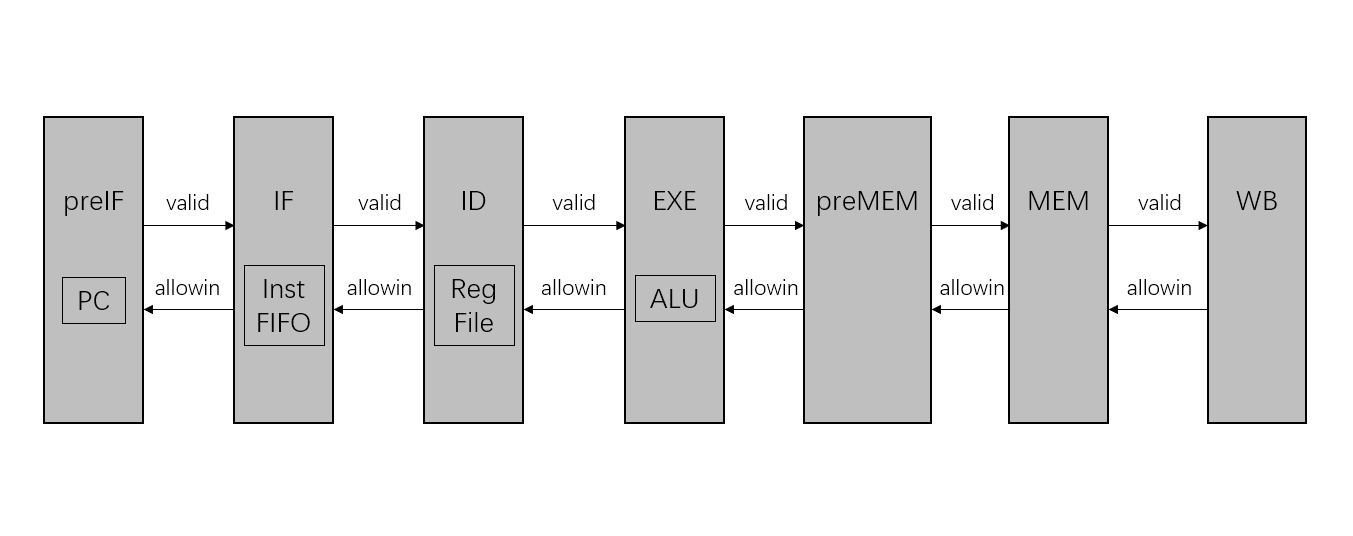 preIF
IF
ID
EXE
preMEM
MEM
WB
valid
valid
valid
valid
valid
valid
allowin
allowin
allowin
allowin
allowin
allowin
PC
Inst
FIFO
Reg
File
ALU